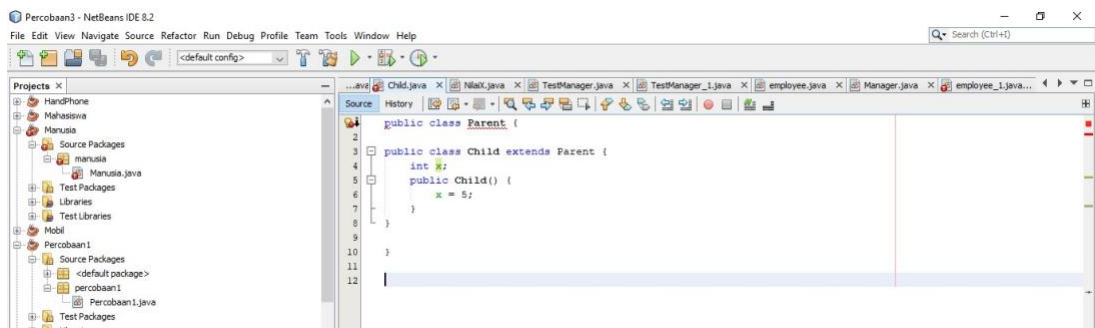 Percobaan3 - NetBeans IDE 8.2
File Edit View Navigate Source Refactor Run Debug Profile Team Tools Window Help
Search (Ctrl+I)
<default config>
Projects
...ava Child.java NilaiX.java TestManager.java TestManager_1.java employee.java Manager.java employee_1.java...
Source History
HandPhone
Mahasiswa
Manusia
Source Packages
manusia
Manusia.java
Test Packages
Libraries
Test Libraries
Mobil
Percobaan1
Source Packages
<default package>
percobaan1
Percobaan1.java
Test Packages
public class Parent {
2
3 public class Child extends Parent {
4 int x;
5 public Child() {
6 x = 5;
7 }
8 }
9
10 }
11
12